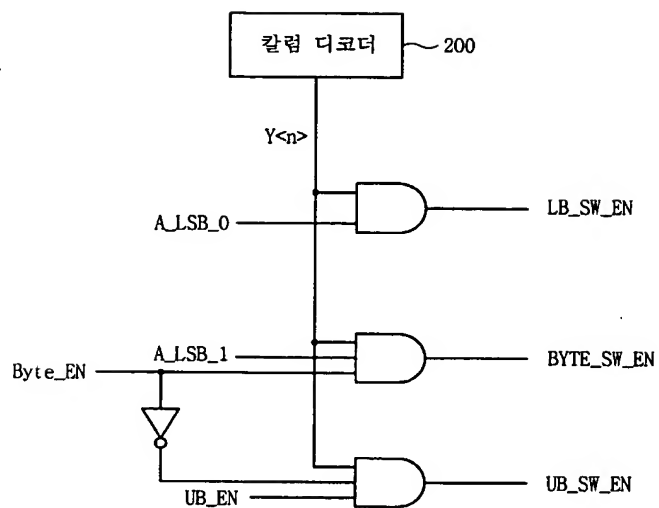 칼럼 디코더
200
Y<n>
A_LSB_0
LB_SW_EN
A_LSB_1
Byte_EN
BYTE_SW_EN
UB_EN
UB_SW_EN